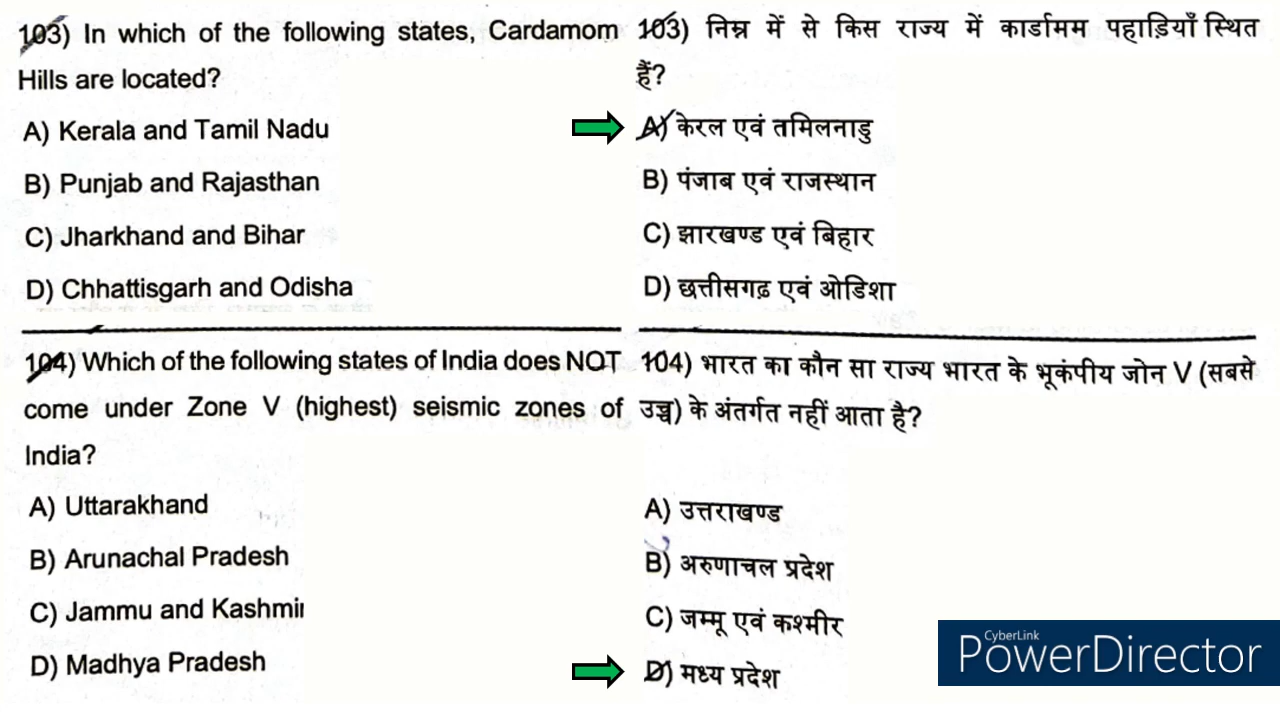 103) In which of the following states, Cardamom
Hills are located?
A) Kerala and Tamil Nadu
B) Punjab and Rajasthan
C) Jharkhand and Bihar
D) Chhattisgarh and Odisha
103) निम्न में से किस राज्य में कार्डामम पहाड़ियाँ स्थित
हैं?
A) केरल एवं तमिलनाडु
B) पंजाब एवं राजस्थान
C) झारखण्ड एवं बिहार
D) छत्तीसगढ़ एवं ओडिशा
104) Which of the following states of India does NOT
come under Zone V (highest) seismic zones of
India?
A) Uttarakhand
B) Arunachal Pradesh
C) Jammu and Kashmir
D) Madhya Pradesh
104) भारत का कौन सा राज्य भारत के भूकंपीय जोन V (सबसे
उच्च) के अंतर्गत नहीं आता है?
A) उत्तराखण्ड
B) अरुणाचल प्रदेश
C) जम्मू एवं कश्मीर
D) मध्य प्रदेश
CyberLink
PowerDirector